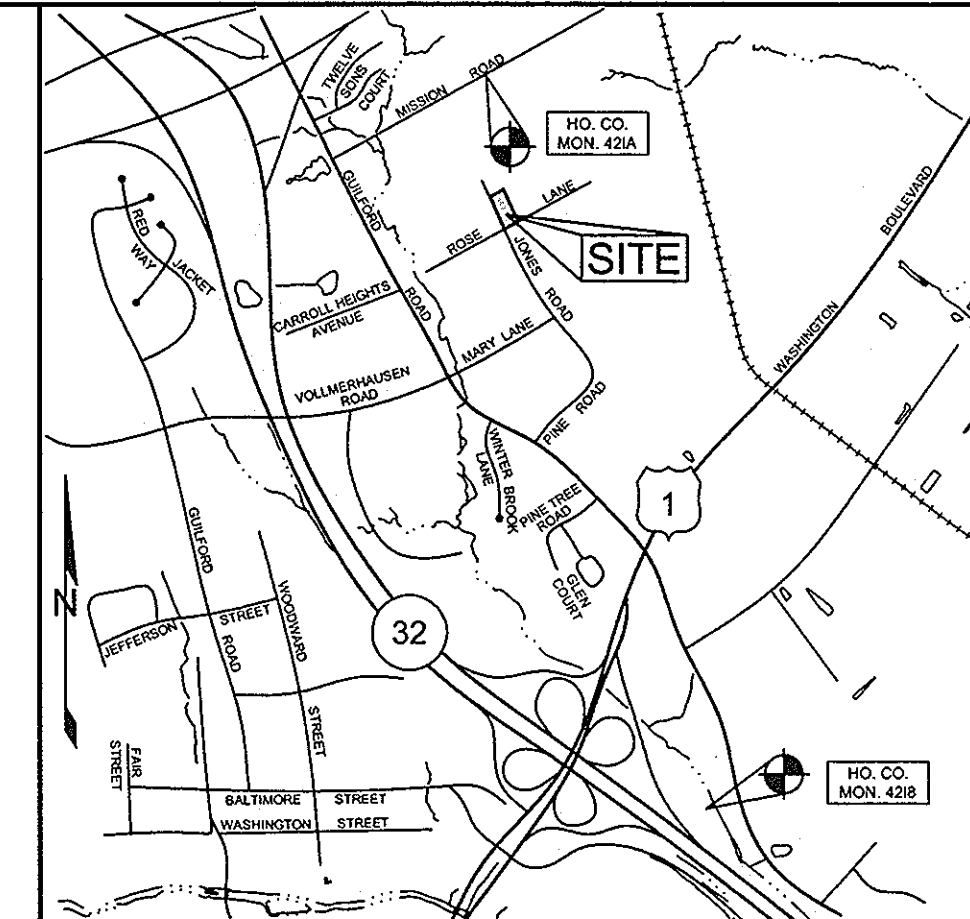 TWELVE
SONS
COURT
MISSION ROAD
HO. CO.
MON. 421A
GUILFORD ROAD
ROSE LANE
SITE
JONES ROAD
RED JACKET
WAY
CARROLL HEIGHTS
AVENUE
MARY LANE
VOLLMERHAUSEN
ROAD
PINE ROAD
WASHINGTON BOULEVARD
WINTER BROOK
LANE
PINE TREE
ROAD
1
GLEN
COURT
GUILFORD ROAD
WOODWARD STREET
JEFFERSON STREET
N
32
FAIR
STREET
BALTIMORE STREET
WASHINGTON STREET
HO. CO.
MON. 4218